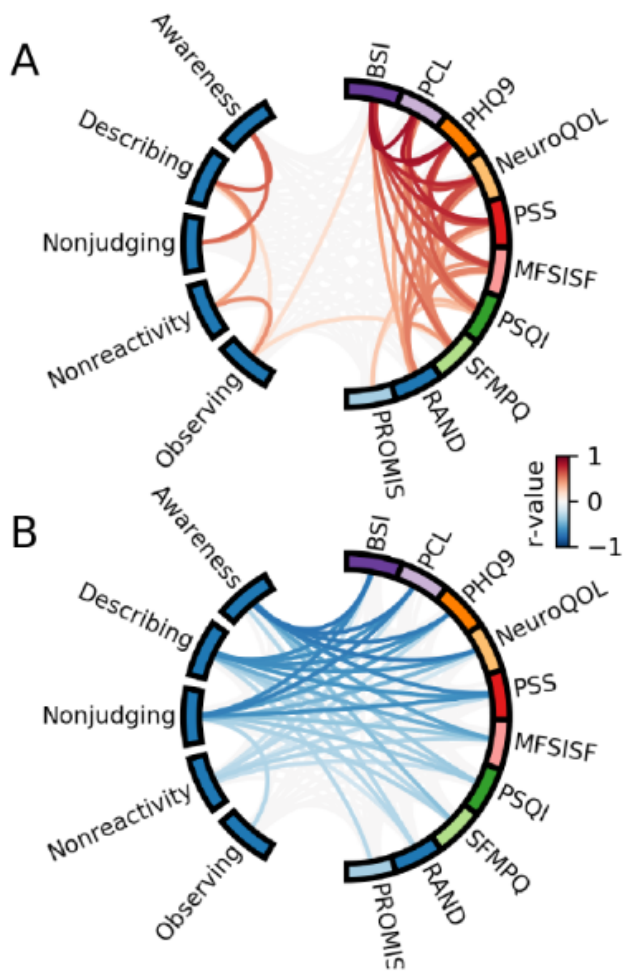 A
Awareness
Describing
Nonjudging
Nonreactivity
Observing
BSI
PCL
PHQ9
NeuroQOL
PSS
MFSISF
PSQI
SFMPQ
RAND
PROMIS
r-value
1
0
−1
B
Awareness
Describing
Nonjudging
Nonreactivity
Observing
BSI
PCL
PHQ9
NeuroQOL
PSS
MFSISF
PSQI
SFMPQ
RAND
PROMIS